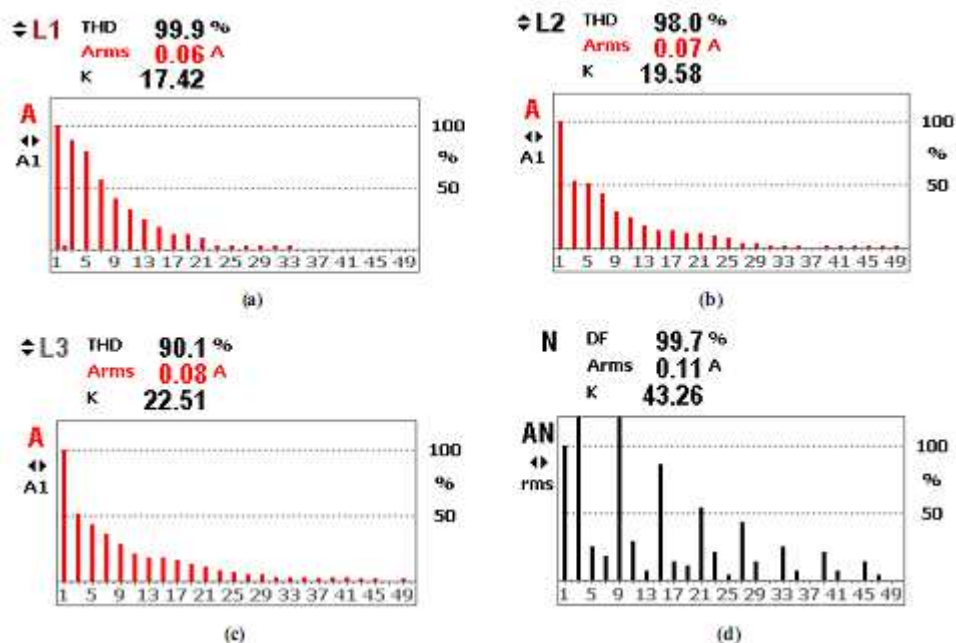 L1 THD 99.9 %
Arms 0.06 A
K 17.42
A
A1
100
%
50
1 5 9 13 17 21 25 29 33 37 41 45 49
(a)
L2 THD 98.0 %
Arms 0.07 A
K 19.58
A
A1
100
%
50
1 5 9 13 17 21 25 29 33 37 41 45 49
(b)
L3 THD 90.1 %
Arms 0.08 A
K 22.51
A
A1
100
%
50
1 5 9 13 17 21 25 29 33 37 41 45 49
(c)
N DF 99.7 %
Arms 0.11 A
K 43.26
AN
rms
100
%
50
1 5 9 13 17 21 25 29 33 37 41 45 49
(d)